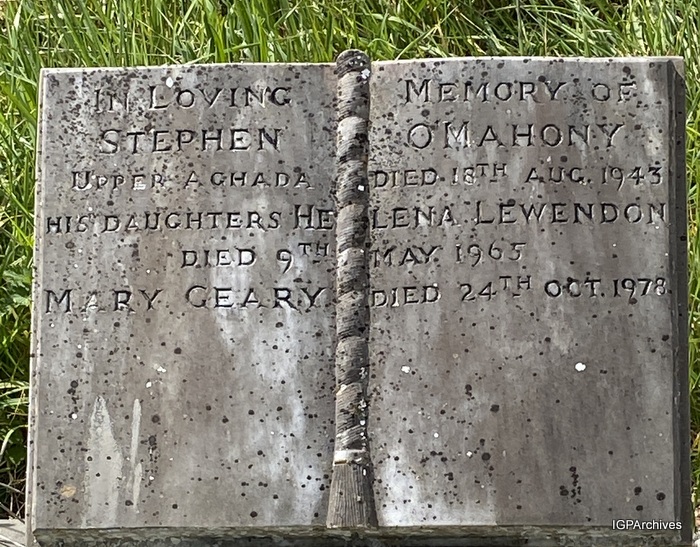 IN LOVING MEMORY OF
STEPHEN O'MAHONY
UPPER AGHADA DIED 18TH AUG. 1943
HIS DAUGHTERS HELENA LEWENDON
DIED 9TH MAY 1965
MARY GEARY DIED 24TH OCT. 1978
IGPArchives